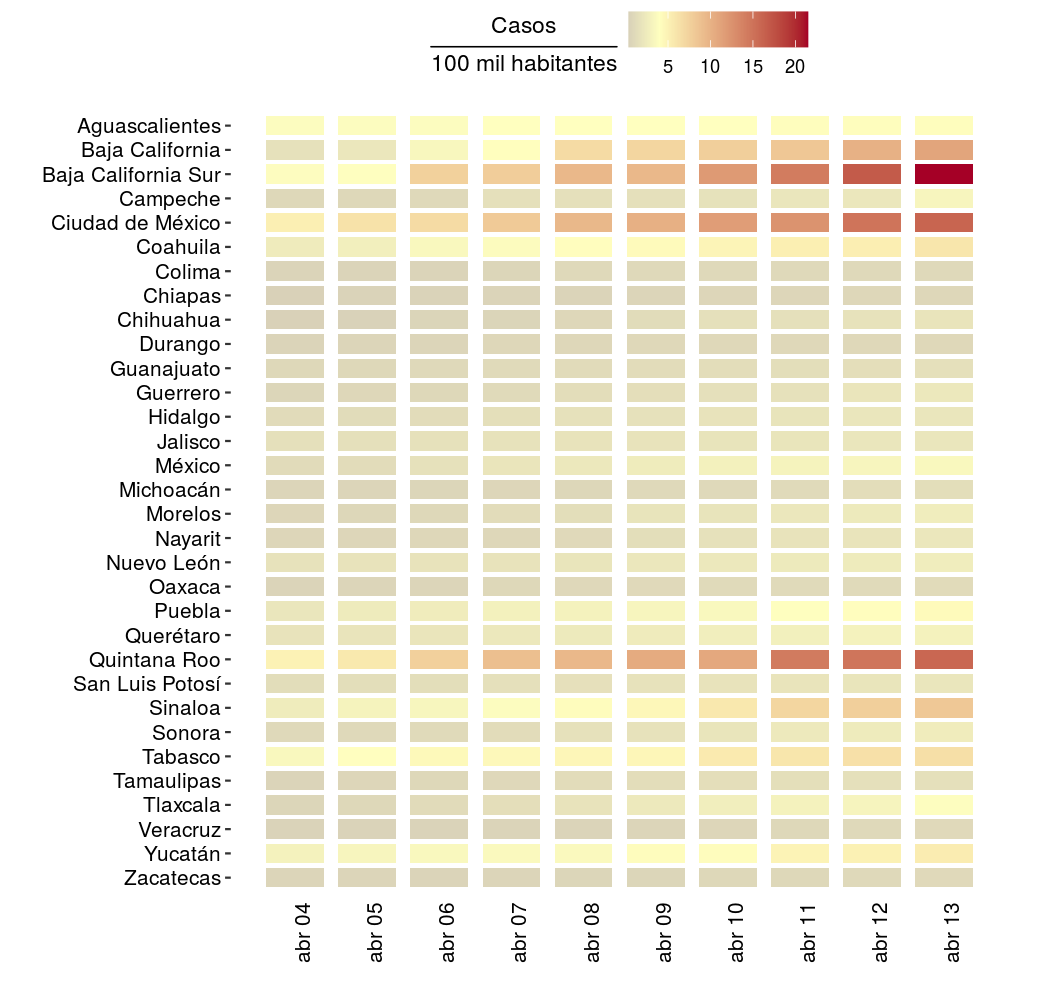 Casos
100 mil habitantes
5 10 15 20
Aguascalientes
Baja California
Baja California Sur
Campeche
Ciudad de México
Coahuila
Colima
Chiapas
Chihuahua
Durango
Guanajuato
Guerrero
Hidalgo
Jalisco
México
Michoacán
Morelos
Nayarit
Nuevo León
Oaxaca
Puebla
Querétaro
Quintana Roo
San Luis Potosí
Sinaloa
Sonora
Tabasco
Tamaulipas
Tlaxcala
Veracruz
Yucatán
Zacatecas
abr 04
abr 05
abr 06
abr 07
abr 08
abr 09
abr 10
abr 11
abr 12
abr 13